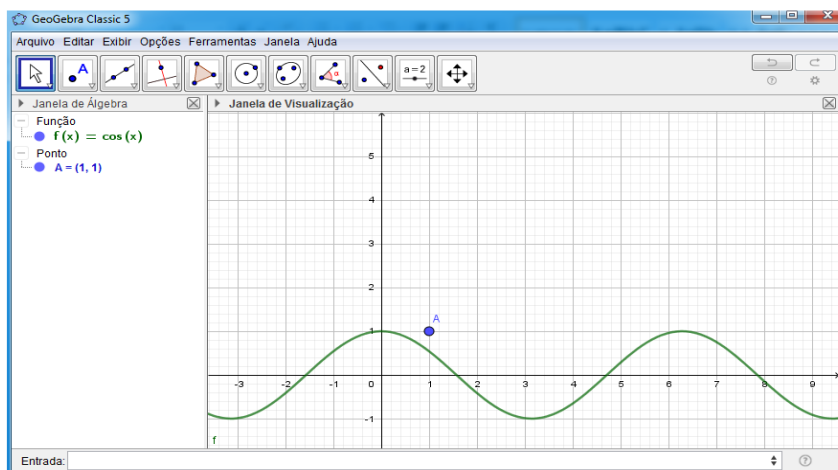 GeoGebra Classic 5
Arquivo Editar Exibir Opções Ferramentas Janela Ajuda
A
α
a=2
Janela de Álgebra
Janela de Visualização
Função
f(x) = cos(x)
Ponto
A = (1, 1)
5
4
3
2
1
A
-3 -2 -1 0 1 2 3 4 5 6 7 8 9
-1
f
Entrada: